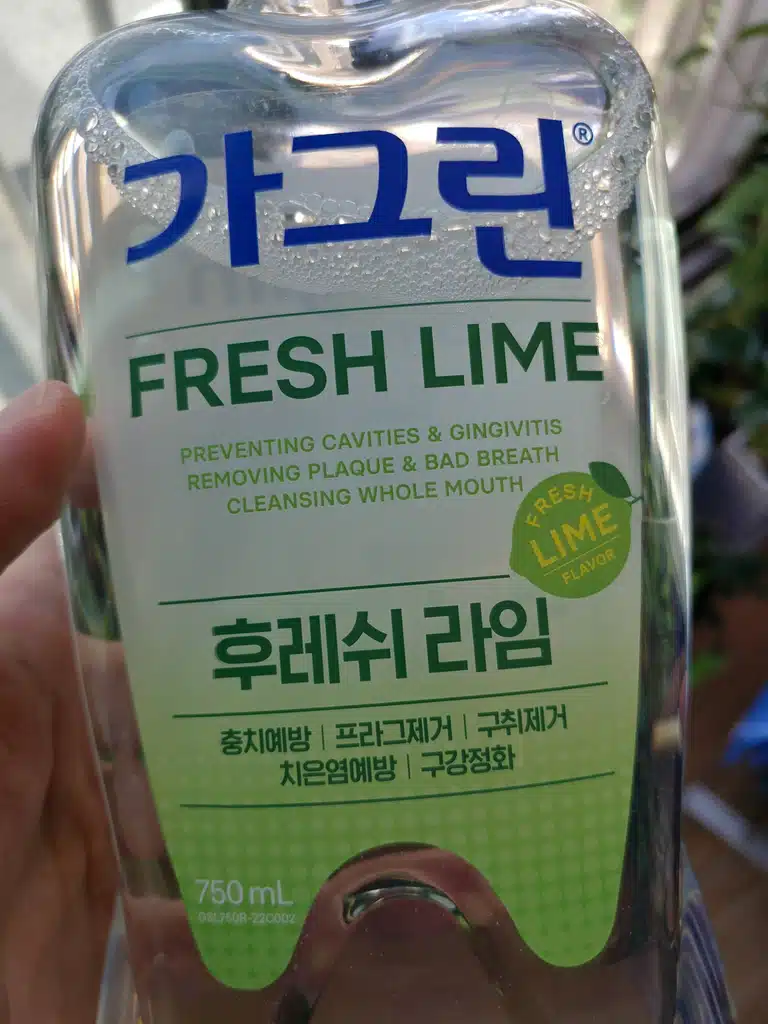 가그린®
FRESH LIME
PREVENTING CAVITIES & GINGIVITIS
REMOVING PLAQUE & BAD BREATH
CLEANSING WHOLE MOUTH
FRESH
LIME
FLAVOR
후레쉬 라임
충치예방 | 프라그제거 | 구취제거
치은염예방 | 구강정화
750 mL